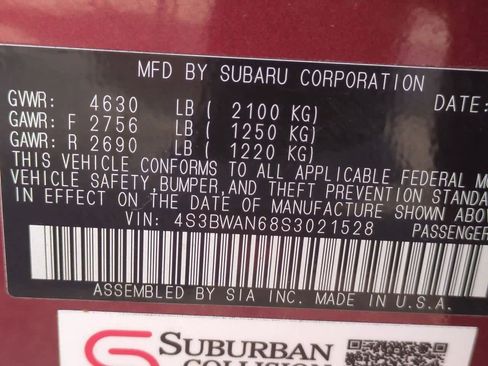 MFD BY SUBARU CORPORATION
GVWR: 4630 LB ( 2100 KG) DATE:
GAWR: F 2756 LB ( 1250 KG)
GAWR: R 2690 LB ( 1220 KG)
THIS VEHICLE CONFORMS TO ALL APPLICABLE FEDERAL
VEHICLE SAFETY, BUMPER, AND THEFT PREVENTION
IN EFFECT ON THE DATE OF MANUFACTURE SHOWN
VIN: 4S3BWAN68S3021528 PASSENGER
ASSEMBLED BY SIA INC. MADE IN U.S.A.
SUBURBAN
COLLISION